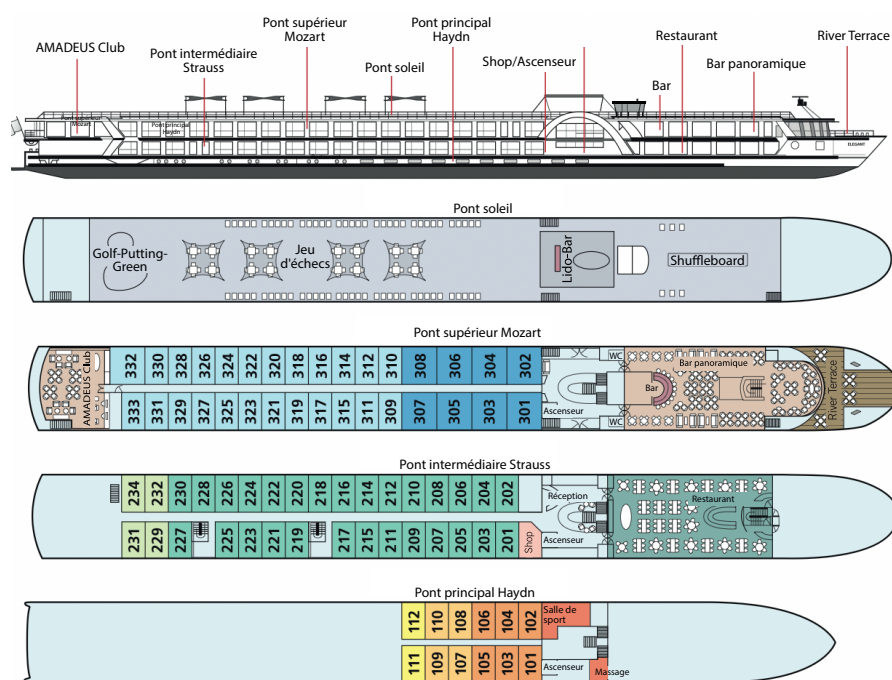 AMADEUS Club
Pont intermédiaire
Strauss
Pont supérieur
Mozart
Pont soleil
Pont principal
Haydn
Shop/Ascenseur
Restaurant
Bar
Bar panoramique
River Terrace
Pont supérieur
Mozart
Pont principal
Haydn
ELEGANT
Pont soleil
Golf-Putting-
Green
Jeu
d'échecs
Lido-Bar
Shuffleboard
Pont supérieur Mozart
AMADEUS Club
332 330 328 326 324 322 320 318 316 314 312 310 308 306 304 302
333 331 329 327 325 323 321 319 317 315 311 309 307 305 303 301
WC
Ascenseur
WC
Bar
Bar panoramique
River Terrace
Pont intermédiaire Strauss
234 232 230 228 226 224 222 220 218 216 214 212 210 208 206 204 202
231 229 227 225 223 221 219 217 215 211 209 207 205 203 201
Shop
Réception
Ascenseur
Restaurant
Pont principal Haydn
112 110 108 106 104 102
111 109 107 105 103 101
Salle de
sport
Ascenseur
Massage